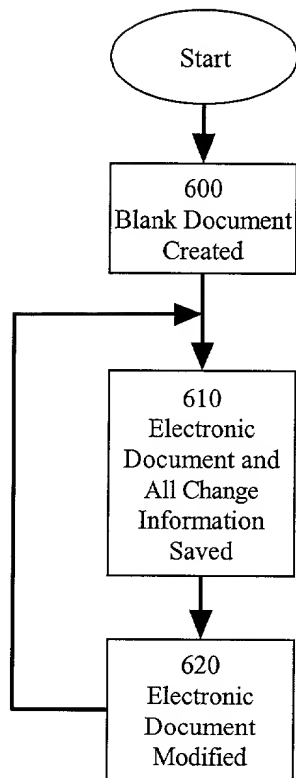 Start
600
Blank Document
Created
610
Electronic
Document and
All Change
Information
Saved
620
Electronic
Document
Modified